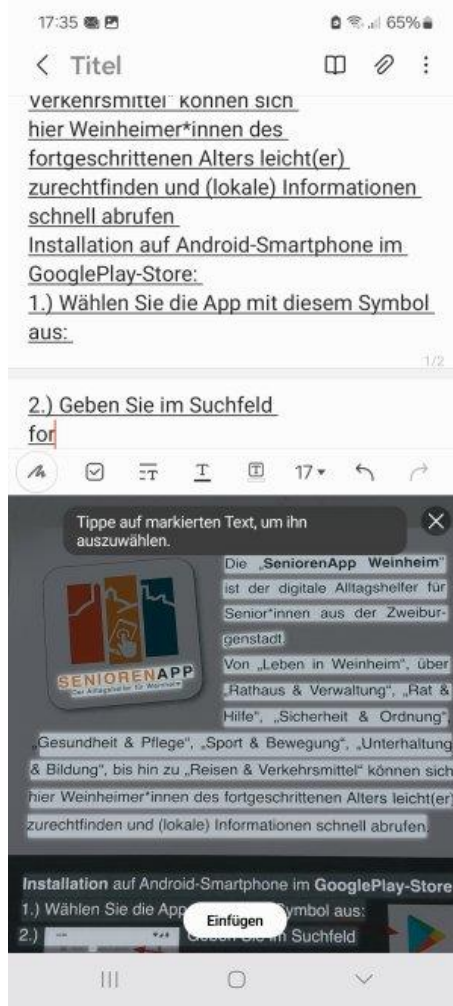 17:35 65%
Titel
Verkehrsmittel" können sich
hier Weinheimer*innen des
fortgeschrittenen Alters leicht(er)
zurechtfinden und (lokale) Informationen
schnell abrufen
Installation auf Android-Smartphone im
GooglePlay-Store:
1.) Wählen Sie die App mit diesem Symbol
aus:
1/2
2.) Geben Sie im Suchfeld
for
T T T 17
Tippe auf markierten Text, um ihn
auszuwählen.
Die „SeniorenApp Weinheim"
ist der digitale Alltagshelfer für
Senior*innen aus der Zweibur-
genstadt.
Von „Leben in Weinheim", über
„Rathaus & Verwaltung", „Rat &
Hilfe", „Sicherheit & Ordnung",
SENIORENAPP
Der Alltagshelfer für Weinheim
„Gesundheit & Pflege", „Sport & Bewegung", „Unterhaltung
& Bildung", bis hin zu „Reisen & Verkehrsmittel" können sich
hier Weinheimer*innen des fortgeschrittenen Alters leicht(er)
zurechtfinden und (lokale) Informationen schnell abrufen.
Installation auf Android-Smartphone im GooglePlay-Store
1.) Wählen Sie die App ymbol aus:
2.) im Suchfeld
Einfügen